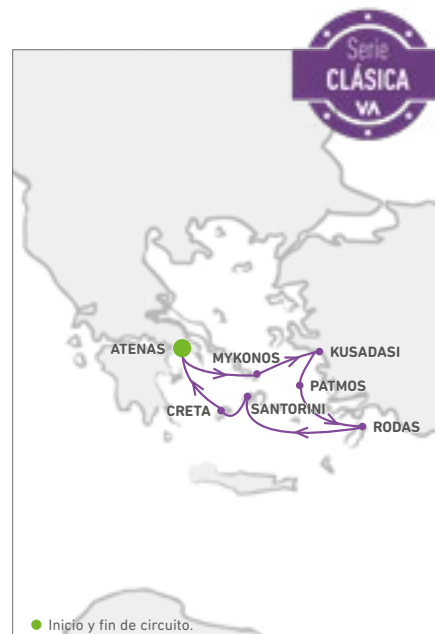 Serie
CLÁSICA
VA
ATENAS
MYKONOS
KUSADASI
PATMOS
CRETA
SANTORINI
RODAS
Inicio y fin de circuito.